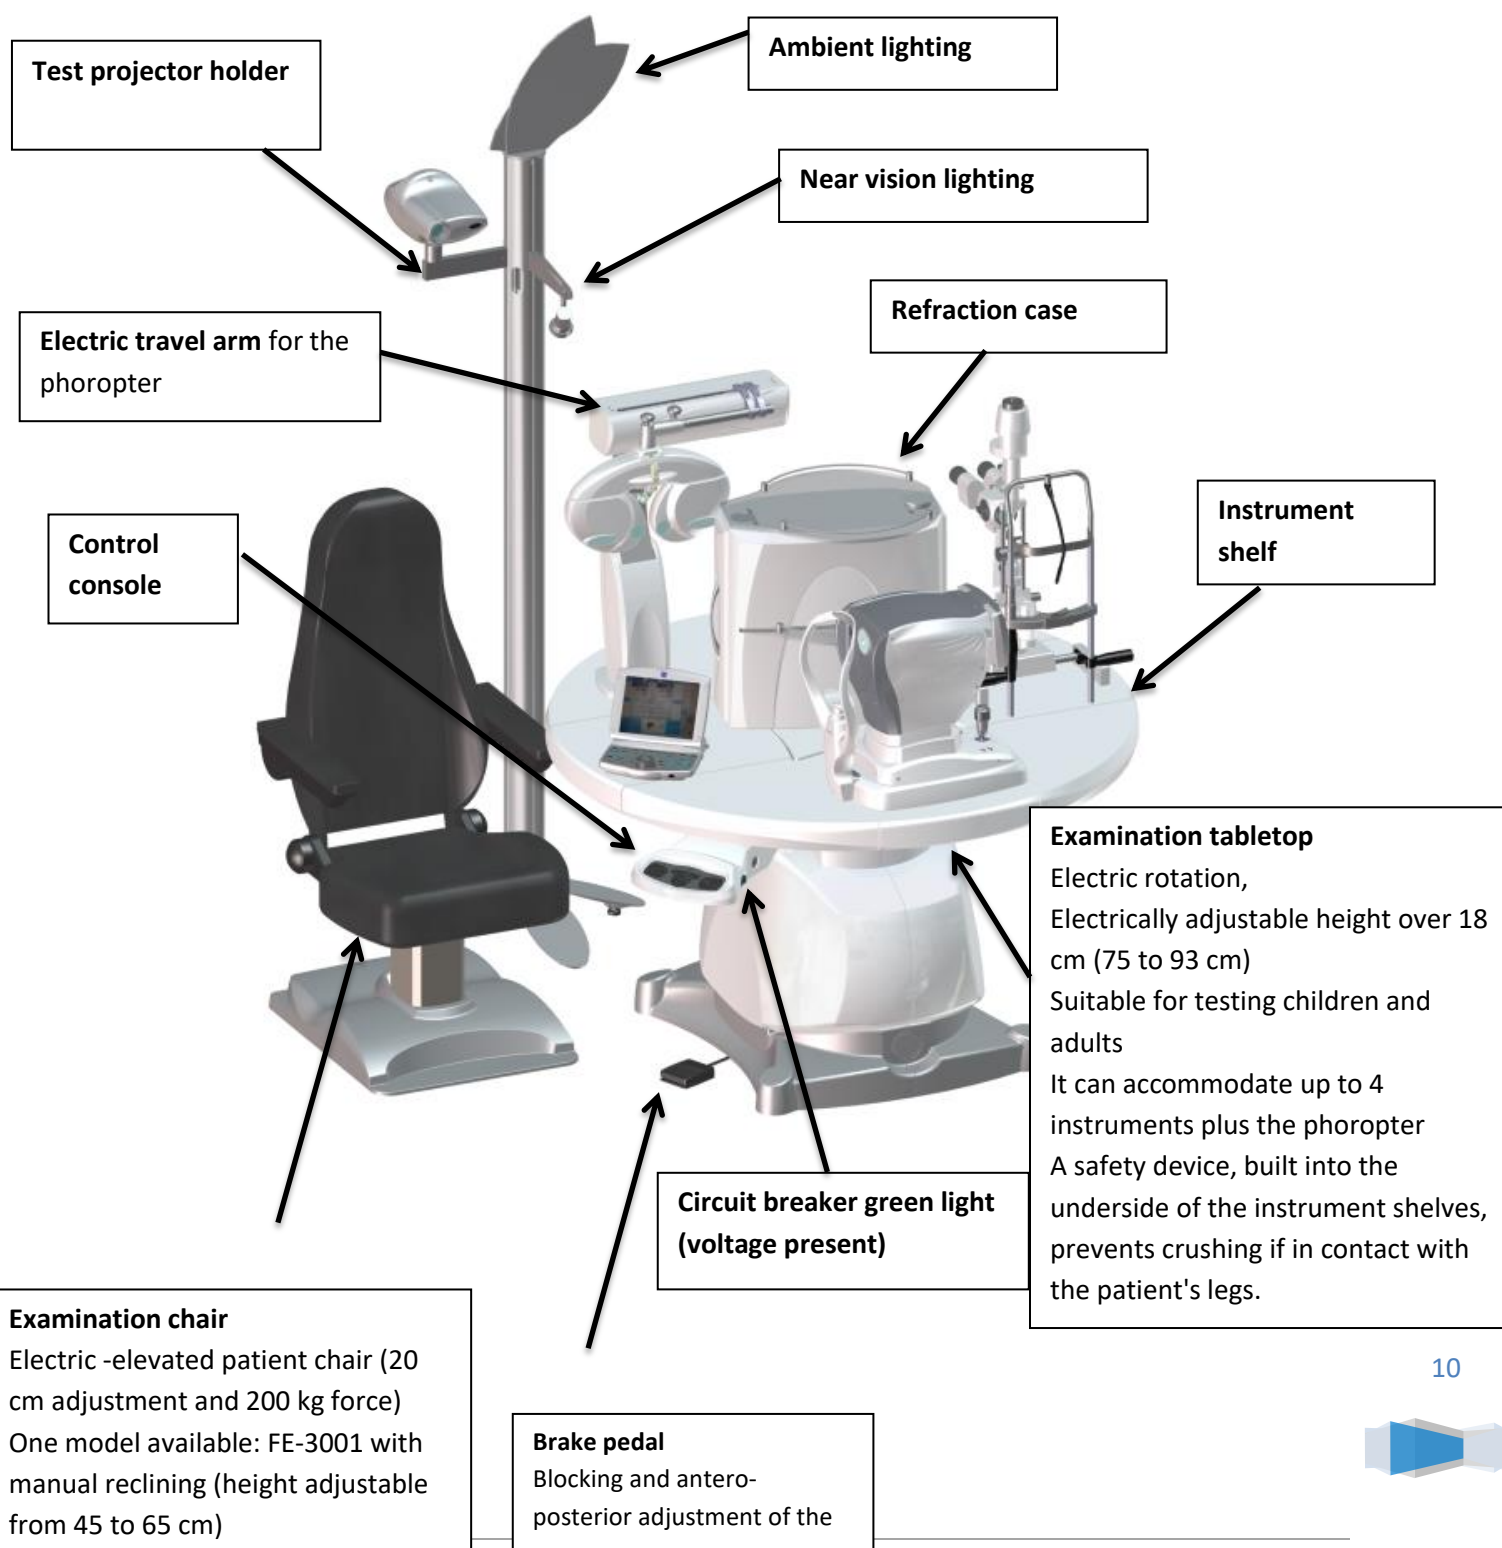 Test projector holder
Ambient lighting
Near vision lighting
Refraction case
Electric travel arm for the
phoropter
Control
console
Instrument
shelf
Examination tabletop
Electric rotation,
Electrically adjustable height over 18
cm (75 to 93 cm)
Suitable for testing children and
adults
It can accommodate up to 4
instruments plus the phoropter
A safety device, built into the
underside of the instrument shelves,
prevents crushing if in contact with
the patient's legs.
Circuit breaker green light
(voltage present)
Examination chair
Electric -elevated patient chair (20
cm adjustment and 200 kg force)
One model available: FE-3001 with
manual reclining (height adjustable
from 45 to 65 cm)
Brake pedal
Blocking and antero-
posterior adjustment of the
10